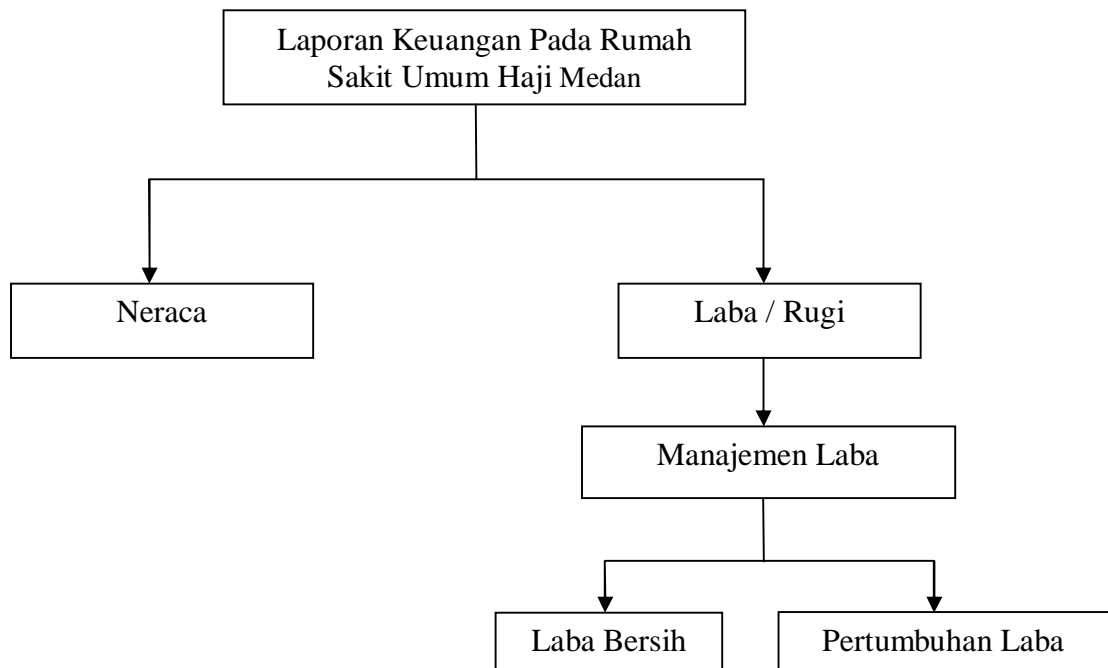 Laporan Keuangan Pada Rumah
Sakit Umum Haji Medan
Neraca
Laba / Rugi
Manajemen Laba
Laba Bersih
Pertumbuhan Laba